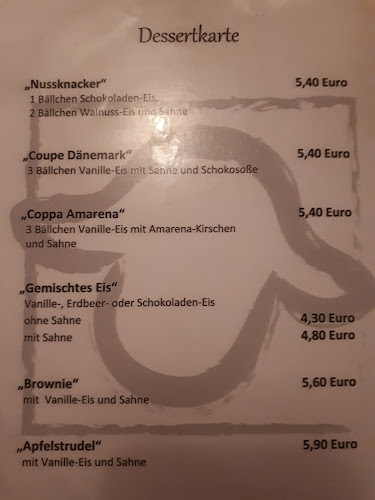 Dessertkarte
„Nussknacker“ 5,40 Euro
1 Bällchen Schokoladen-Eis,
2 Bällchen Walnuss-Eis und Sahne
„Coupe Dänemark“ 5,40 Euro
3 Bällchen Vanille-Eis mit Sahne und Schokosoße
„Coppa Amarena“ 5,40 Euro
3 Bällchen Vanille-Eis mit Amarena-Kirschen
und Sahne
„Gemischtes Eis“
Vanille-, Erdbeer- oder Schokoladen-Eis
ohne Sahne 4,30 Euro
mit Sahne 4,80 Euro
„Brownie“ 5,60 Euro
mit Vanille-Eis und Sahne
„Apfelstrudel“ 5,90 Euro
mit Vanille-Eis und Sahne